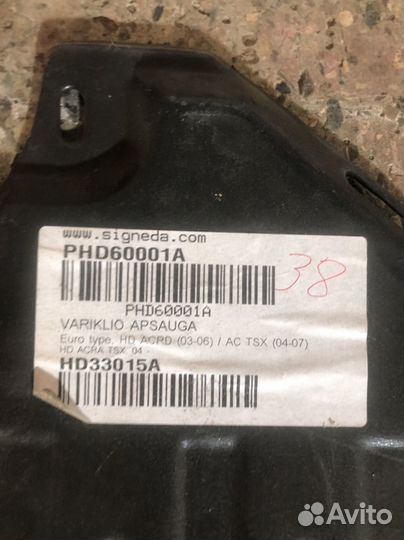 www.signeda.com
PHD60001A
38
PHD60001A
VARIKLIO APSAUGA
Euro type, HD ACRD (03-06) / AC TSX (04-07)
HD ACRA TSX '04 -
HD33015A
Avito